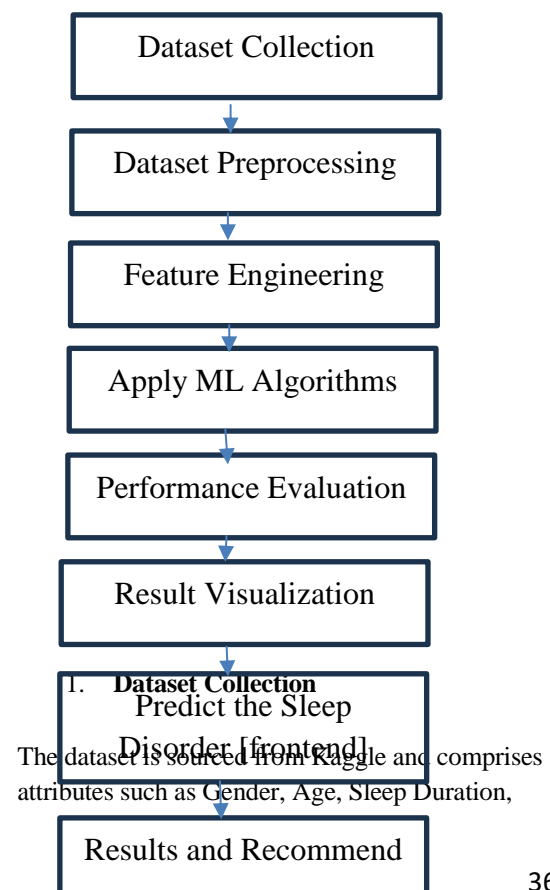 Dataset Collection
Dataset Preprocessing
Feature Engineering
Apply ML Algorithms
Performance Evaluation
Result Visualization
1. Dataset Collection
Predict the Sleep
Disorder [frontend]
The dataset is sourced from Kaggle and comprises
attributes such as Gender, Age, Sleep Duration,
Results and Recommend
36